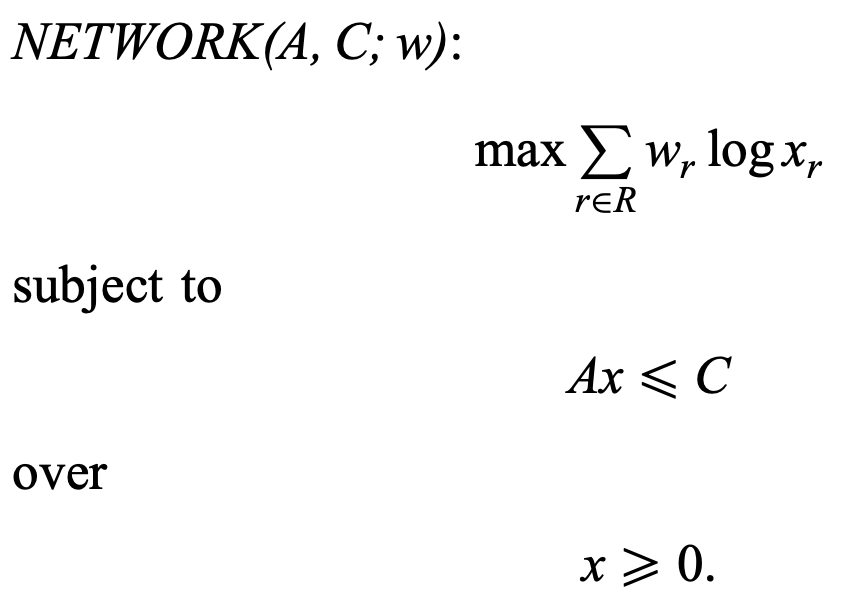 NETWORK(A, C; w):
max ∑ w_r log x_r
r∈R
subject to
Ax ⩽ C
over
x ⩾ 0.